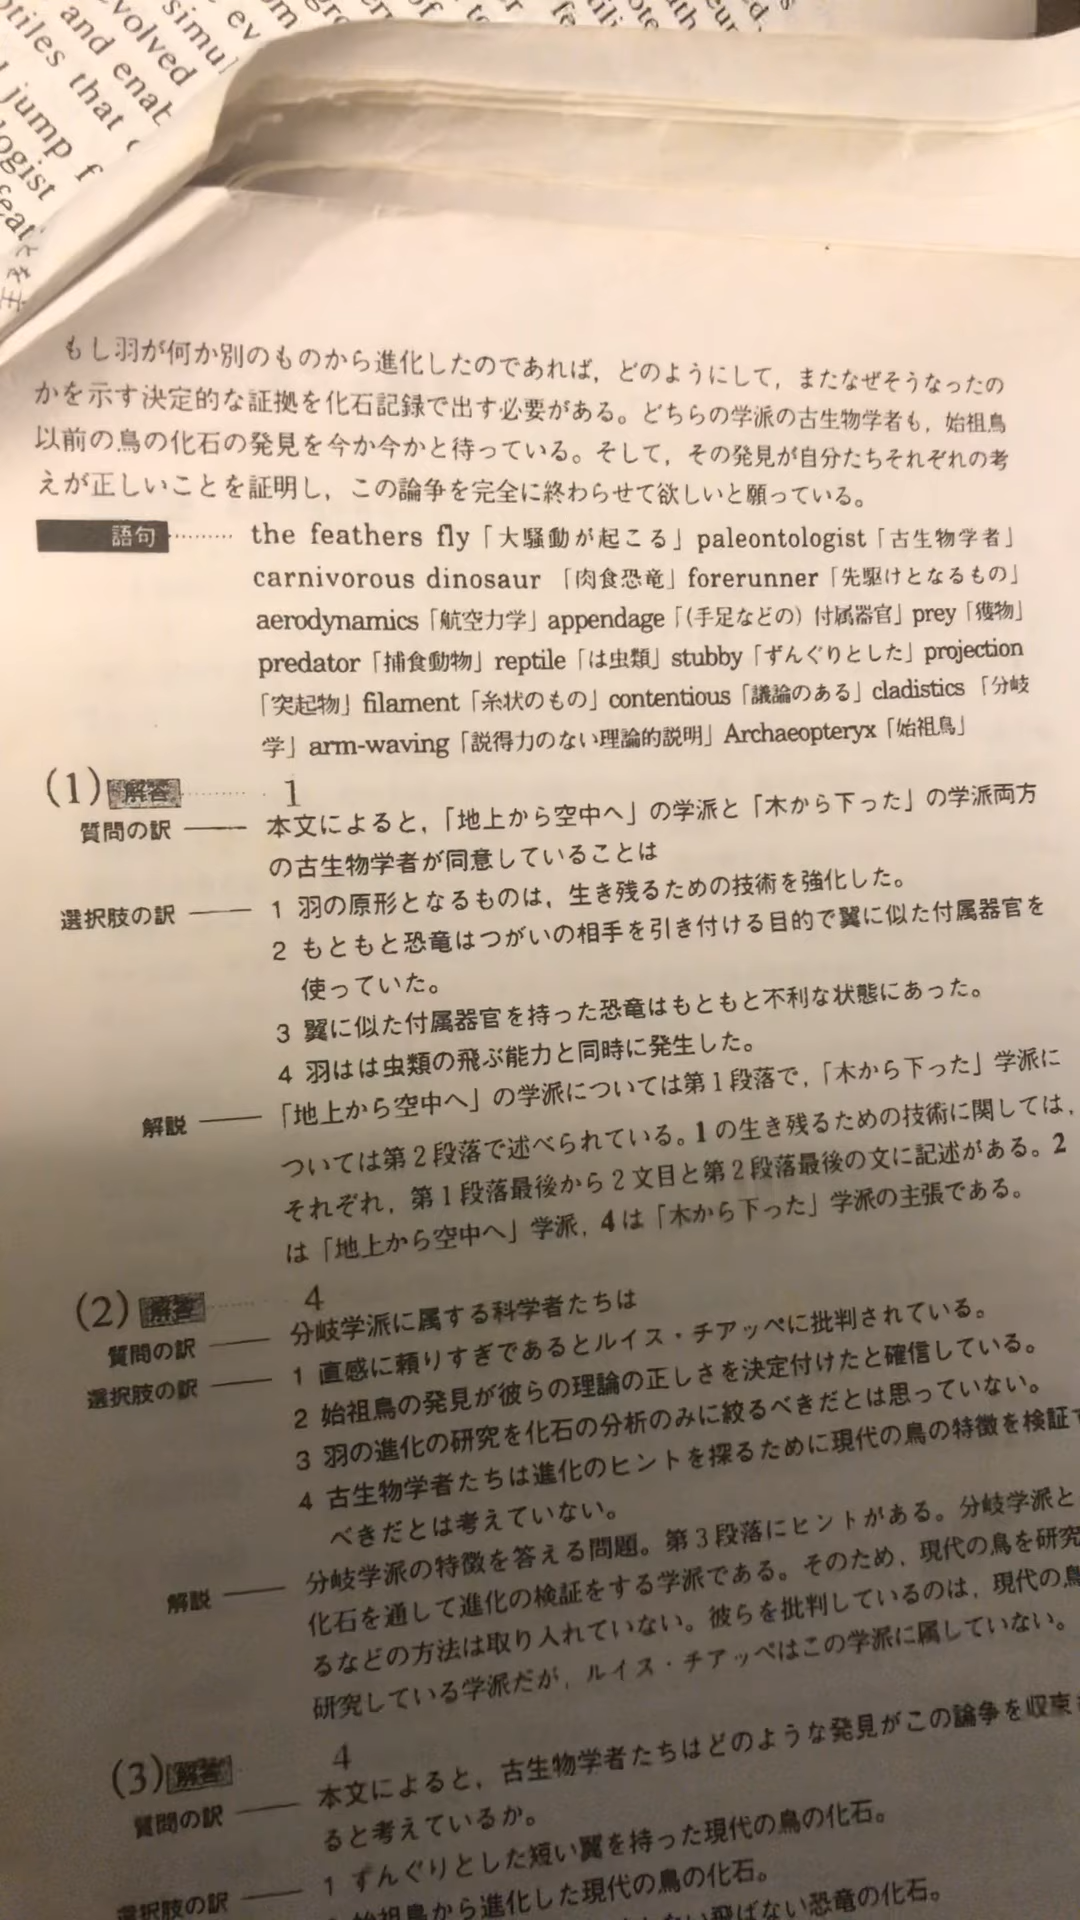 volved
simul
and enab
tiles that
jump f
ogist
feat
もし羽が何か別のものから進化したのであれば，どのようにして，またなぜそうなったの
かを示す決定的な証拠を化石記録で出す必要がある。どちらの学派の古生物学者も，始祖鳥
以前の鳥の化石の発見を今か今かと待っている。そして，その発見が自分たちそれぞれの考
えが正しいことを証明し，この論争を完全に終わらせて欲しいと願っている。
語句 ………… the feathers fly「大騒動が起こる」paleontologist「古生物学者」
carnivorous dinosaur 「肉食恐竜」forerunner「先駆けとなるもの」
aerodynamics「航空力学」appendage「(手足などの）付属器官」prey「獲物」
predator「捕食動物」reptile「は虫類」stubby「ずんぐりとした」projection
「突起物」filament「糸状のもの」contentious「議論のある」cladistics「分岐
学」arm-waving「説得力のない理論的説明」Archaeopteryx「始祖鳥」
(1) 解答 ………… 1
質問の訳 —— 本文によると，「地上から空中へ」の学派と「木から下った」の学派両方
の古生物学者が同意していることは
選択肢の訳 —— 1 羽の原形となるものは，生き残るための技術を強化した。
2 もともと恐竜はつがいの相手を引き付ける目的で翼に似た付属器官を
使っていた。
3 翼に似た付属器官を持った恐竜はもともと不利な状態にあった。
4 羽はは虫類の飛ぶ能力と同時に発生した。
解説 —— 「地上から空中へ」の学派については第1段落で，「木から下った」学派に
ついては第2段落で述べられている。1の生き残るための技術に関しては，
それぞれ，第1段落最後から2文目と第2段落最後の文に記述がある。2
は「地上から空中へ」学派，4は「木から下った」学派の主張である。
(2) 解答 ………… 4
質問の訳 —— 分岐学派に属する科学者たちは
選択肢の訳 —— 1 直感に頼りすぎであるとルイス・チアッペに批判されている。
2 始祖鳥の発見が彼らの理論の正しさを決定付けたと確信している。
3 羽の進化の研究を化石の分析のみに絞るべきだとは思っていない。
4 古生物学者たちは進化のヒントを探るために現代の鳥の特徴を検証す
べきだとは考えていない。
解説 —— 分岐学派の特徴を答える問題。第3段落にヒントがある。分岐学派と
化石を通して進化の検証をする学派である。そのため，現代の鳥を研究
るなどの方法は取り入れていない。彼らを批判しているのは，現代の鳥
研究している学派だが，ルイス・チアッペはこの学派に属していない。
(3) 解答 4
質問の訳 —— 本文によると，古生物学者たちはどのような発見がこの論争を収束
ると考えているか。
選択肢の訳 —— 1 ずんぐりとした短い翼を持った現代の鳥の化石。
始祖鳥から進化した現代の鳥の化石。
ない飛ばない恐竜の化石。